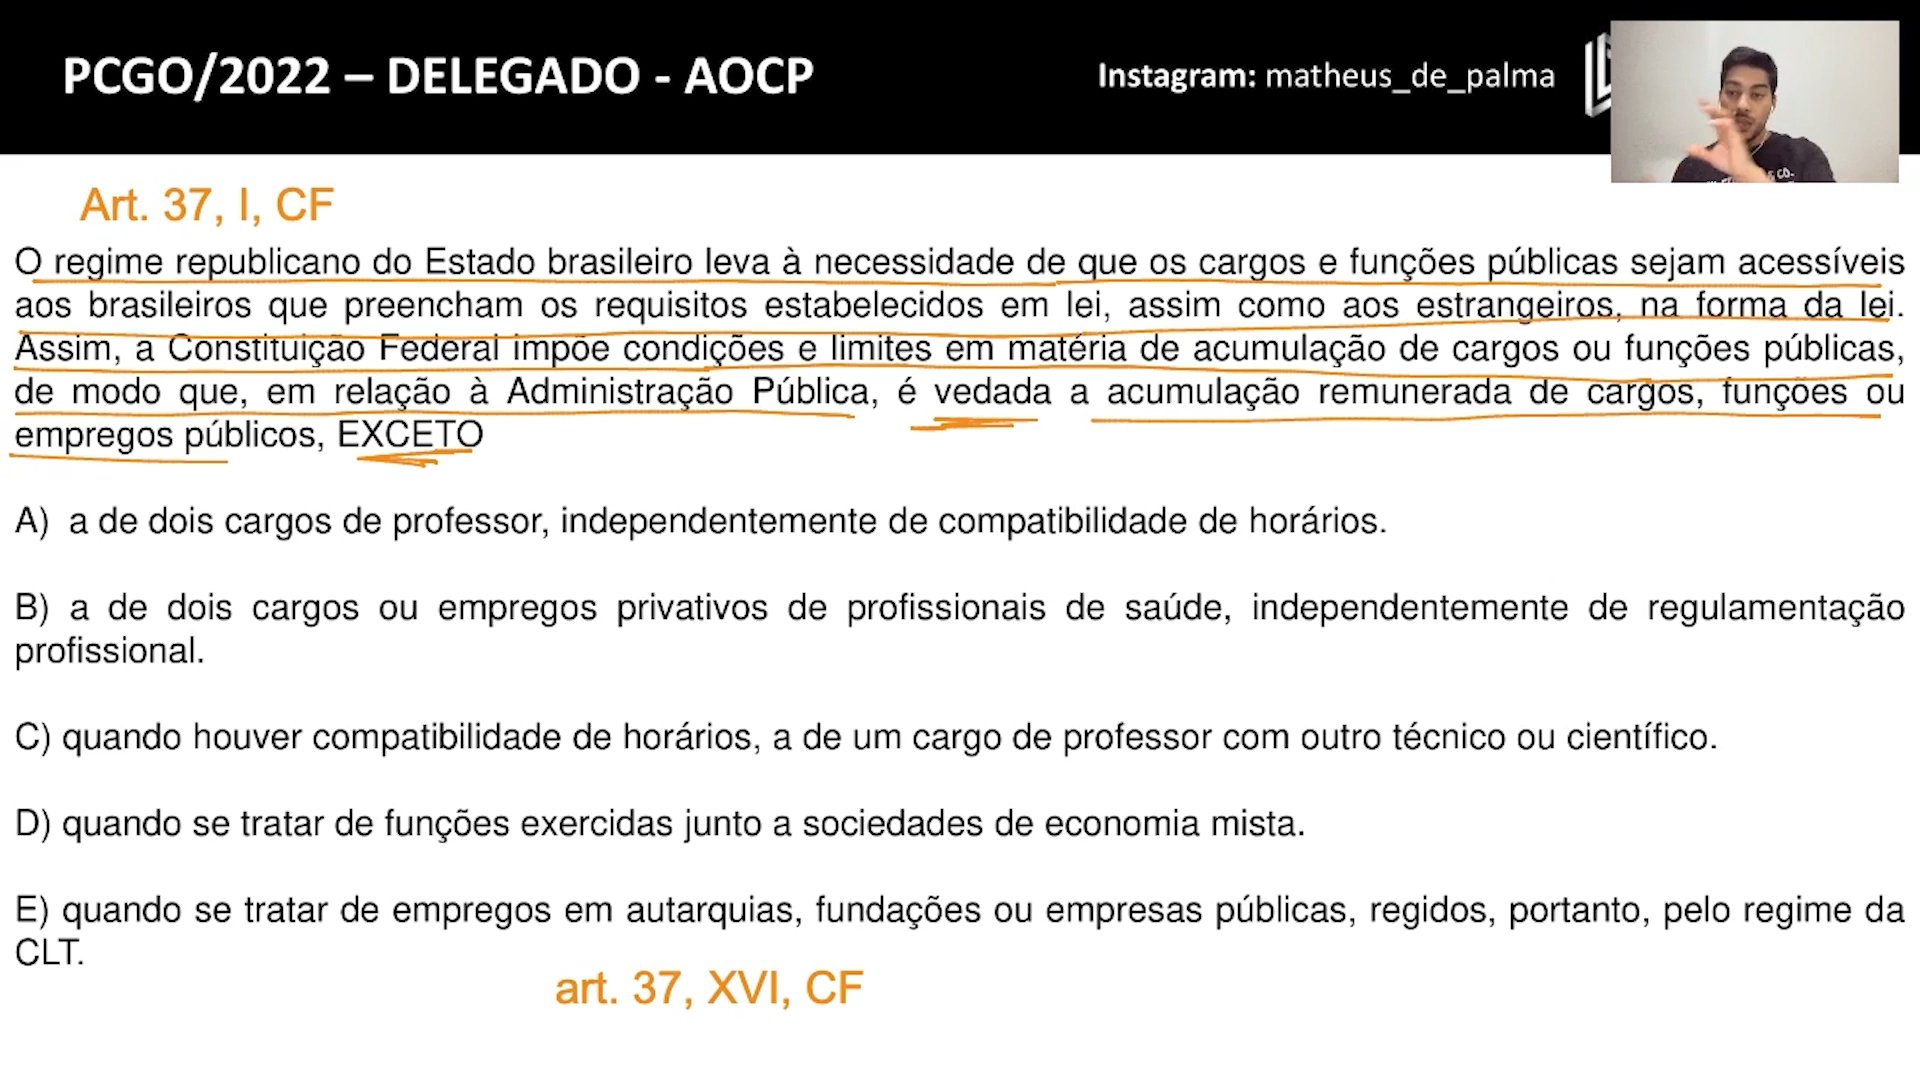 PCGO/2022 – DELEGADO - AOCP
Instagram: matheus_de_palma
Art. 37, I, CF
O regime republicano do Estado brasileiro leva à necessidade de que os cargos e funções públicas sejam acessíveis
aos brasileiros que preencham os requisitos estabelecidos em lei, assim como aos estrangeiros, na forma da lei.
Assim, a Constituição Federal impõe condições e limites em matéria de acumulação de cargos ou funções públicas,
de modo que, em relação à Administração Pública, é vedada a acumulação remunerada de cargos, funções ou
empregos públicos, EXCETO
A) a de dois cargos de professor, independentemente de compatibilidade de horários.
B) a de dois cargos ou empregos privativos de profissionais de saúde, independentemente de regulamentação
profissional.
C) quando houver compatibilidade de horários, a de um cargo de professor com outro técnico ou científico.
D) quando se tratar de funções exercidas junto a sociedades de economia mista.
E) quando se tratar de empregos em autarquias, fundações ou empresas públicas, regidos, portanto, pelo regime da
CLT.
art. 37, XVI, CF